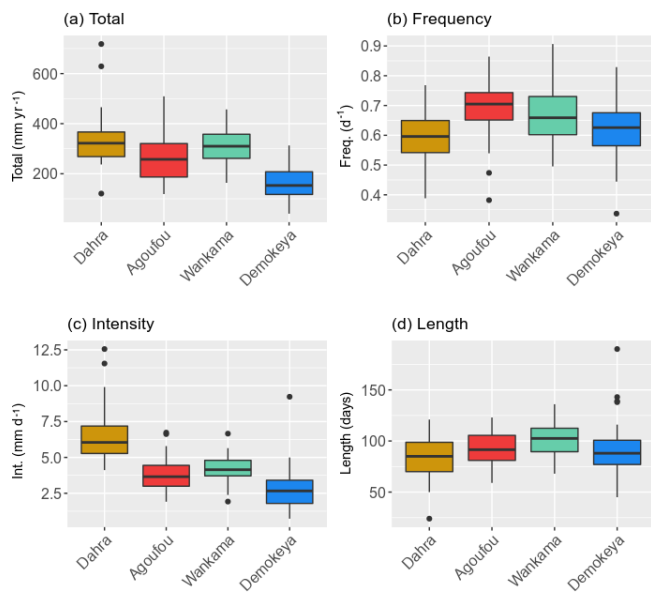 (a) Total
Total (mm yr⁻¹)
600
400
200
Dahra
Agoufou
Wankama
Demokeya
(b) Frequency
Freq. (d⁻¹)
0.9
0.8
0.7
0.6
0.5
0.4
Dahra
Agoufou
Wankama
Demokeya
(c) Intensity
Int. (mm d⁻¹)
12.5
10.0
7.5
5.0
2.5
Dahra
Agoufou
Wankama
Demokeya
(d) Length
Length (days)
150
100
50
Dahra
Agoufou
Wankama
Demokeya